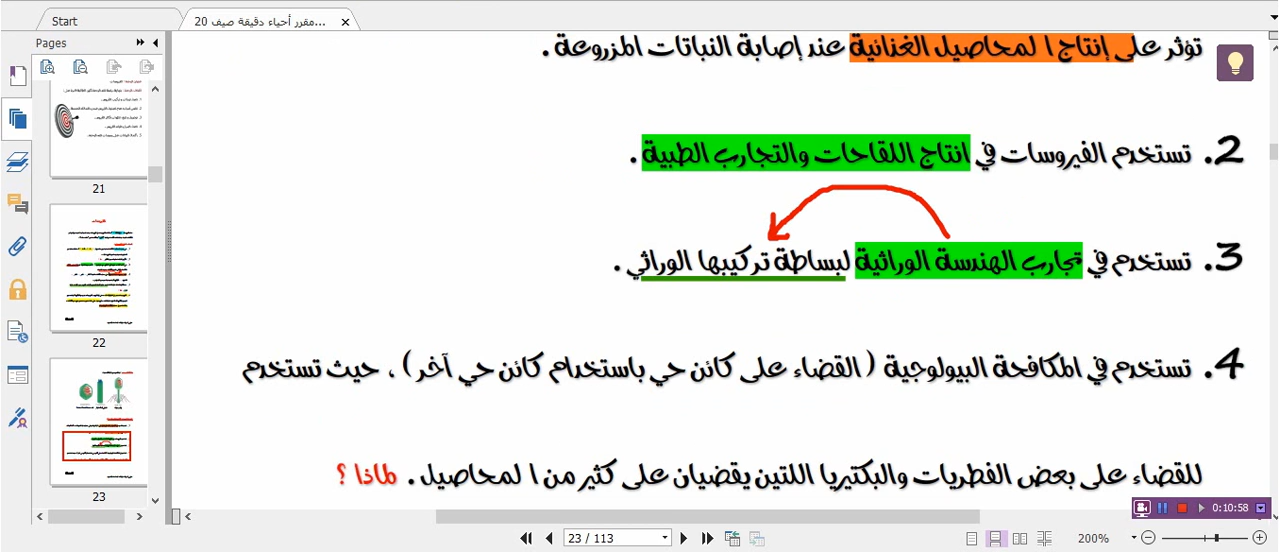 Start
مقرر أحياء دقيقة صيف 20...
Pages
تؤثر على إنتاج المحاصيل الغذائية عند إصابة النباتات المزروعة .
2. تستخدم الفيروسات في انتاج اللقاحات والتجارب الطبية .
3. تستخدم في تجارب الهندسة الوراثية لبساطة تركيبها الوراثي .
4. تستخدم في المكافحة البيولوجية ( القضاء على كائن حي باستخدام كائن حي آخر ) ، حيث تستخدم
للقضاء على بعض الفطريات والبكتيريا اللتين يقضيان على كثير من المحاصيل . لماذا ؟
21
22
23
0:10:58
23 / 113
200%